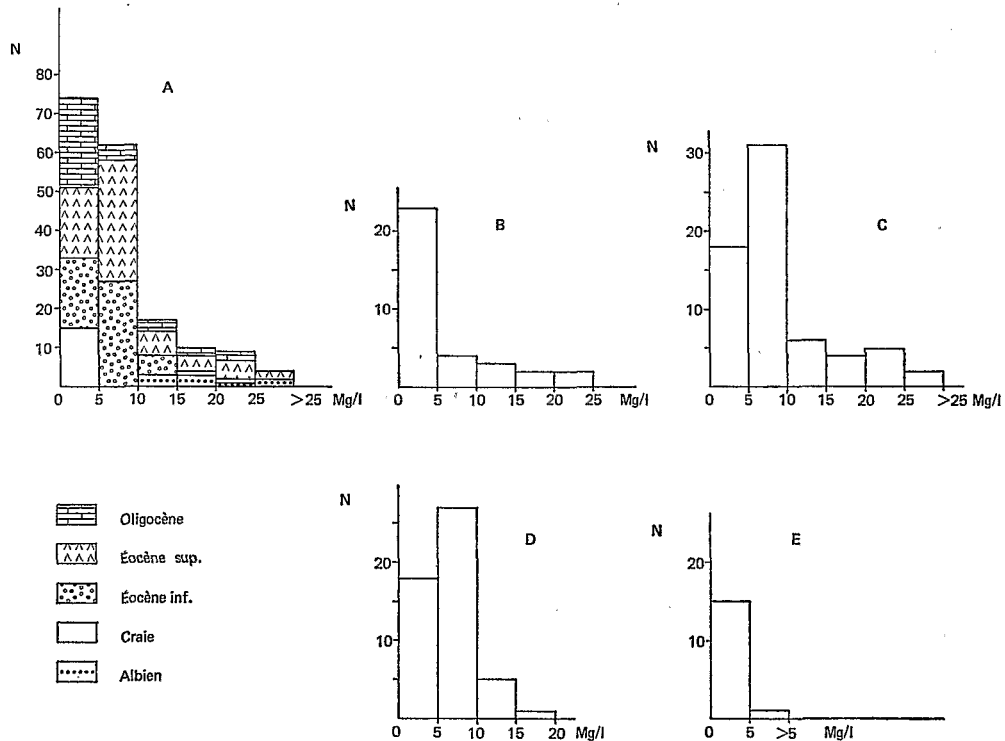 N
A
80
70
60
50
40
30
20
10
0 5 10 15 20 25 >25 Mg/l
N
B
20
10
0 5 10 15 20 25 Mg/l
N
C
30
20
10
0 5 10 15 20 25 >25 Mg/l
Oligocène
Éocène sup.
Éocène inf.
Craie
Albien
N
D
20
10
0 5 10 15 20 Mg/l
N
E
20
10
0 5 >5 Mg/l